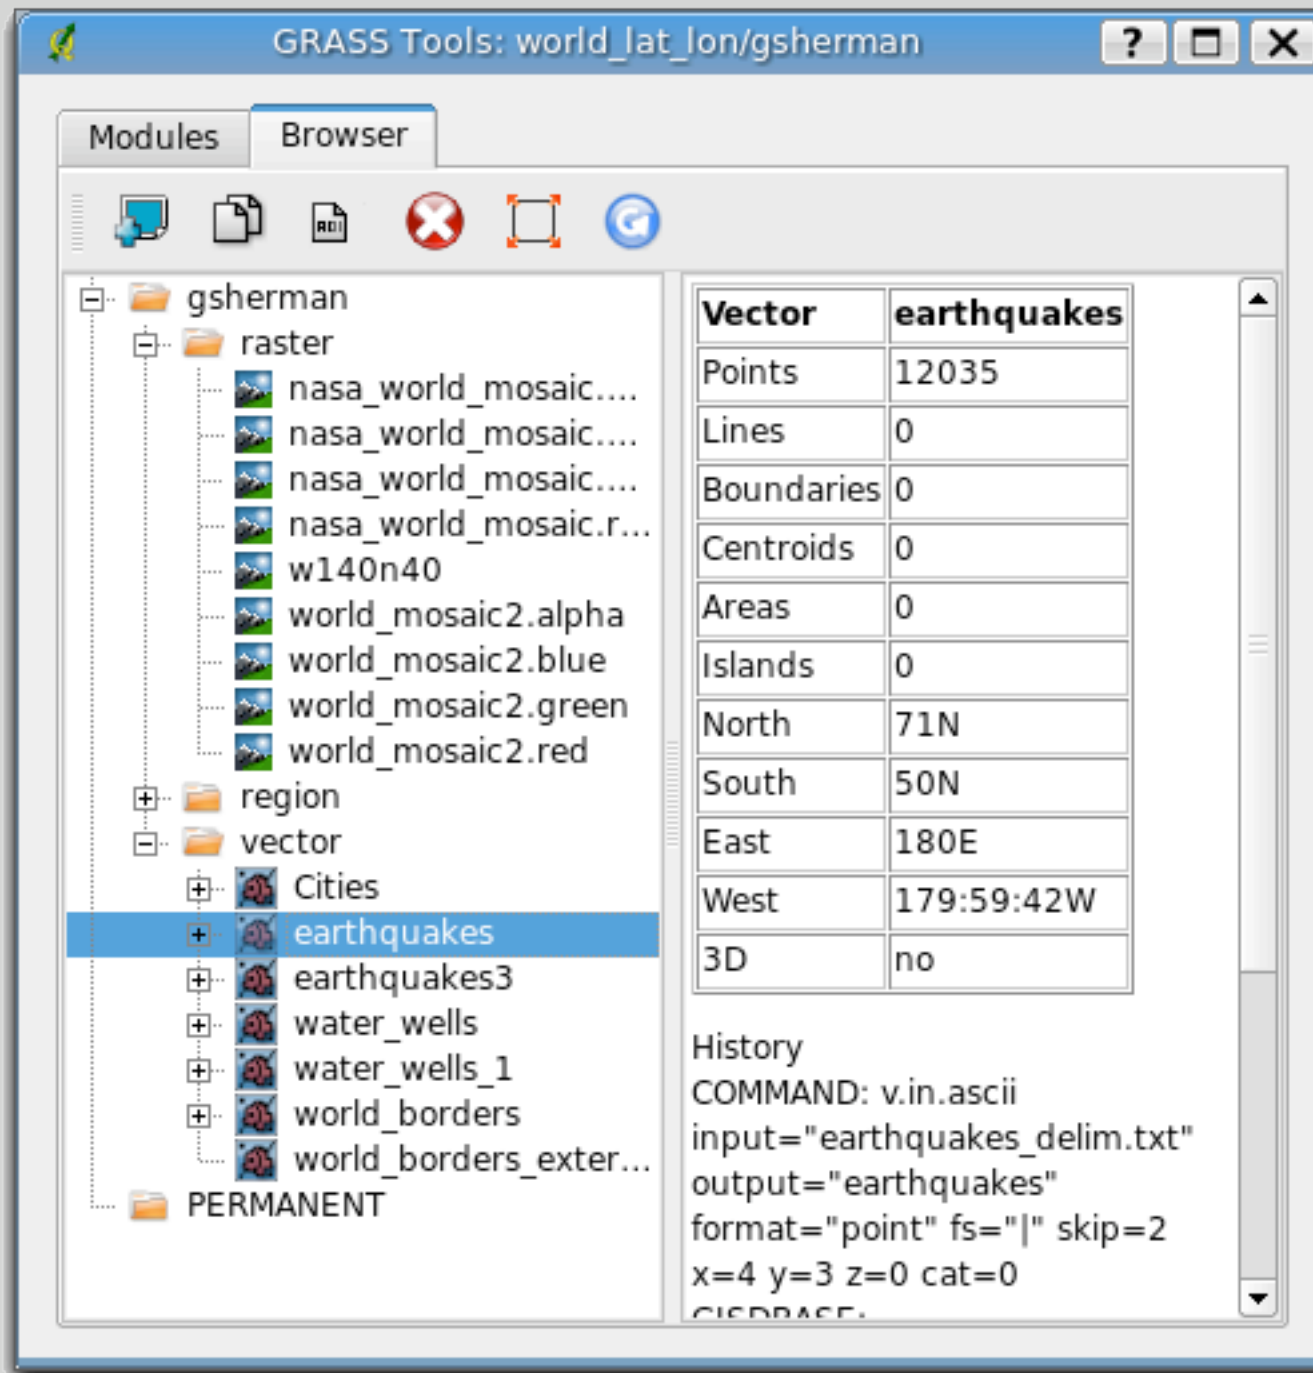 GRASS Tools: world_lat_lon/gsherman
?
Modules Browser
gsherman
raster
nasa_world_mosaic....
nasa_world_mosaic....
nasa_world_mosaic....
nasa_world_mosaic.r...
w140n40
world_mosaic2.alpha
world_mosaic2.blue
world_mosaic2.green
world_mosaic2.red
region
vector
Cities
earthquakes
earthquakes3
water_wells
water_wells_1
world_borders
world_borders_exter...
PERMANENT
Vector earthquakes
Points 12035
Lines 0
Boundaries 0
Centroids 0
Areas 0
Islands 0
North 71N
South 50N
East 180E
West 179:59:42W
3D no
History
COMMAND: v.in.ascii
input="earthquakes_delim.txt"
output="earthquakes"
format="point" fs="|" skip=2
x=4 y=3 z=0 cat=0
GISDBASE: